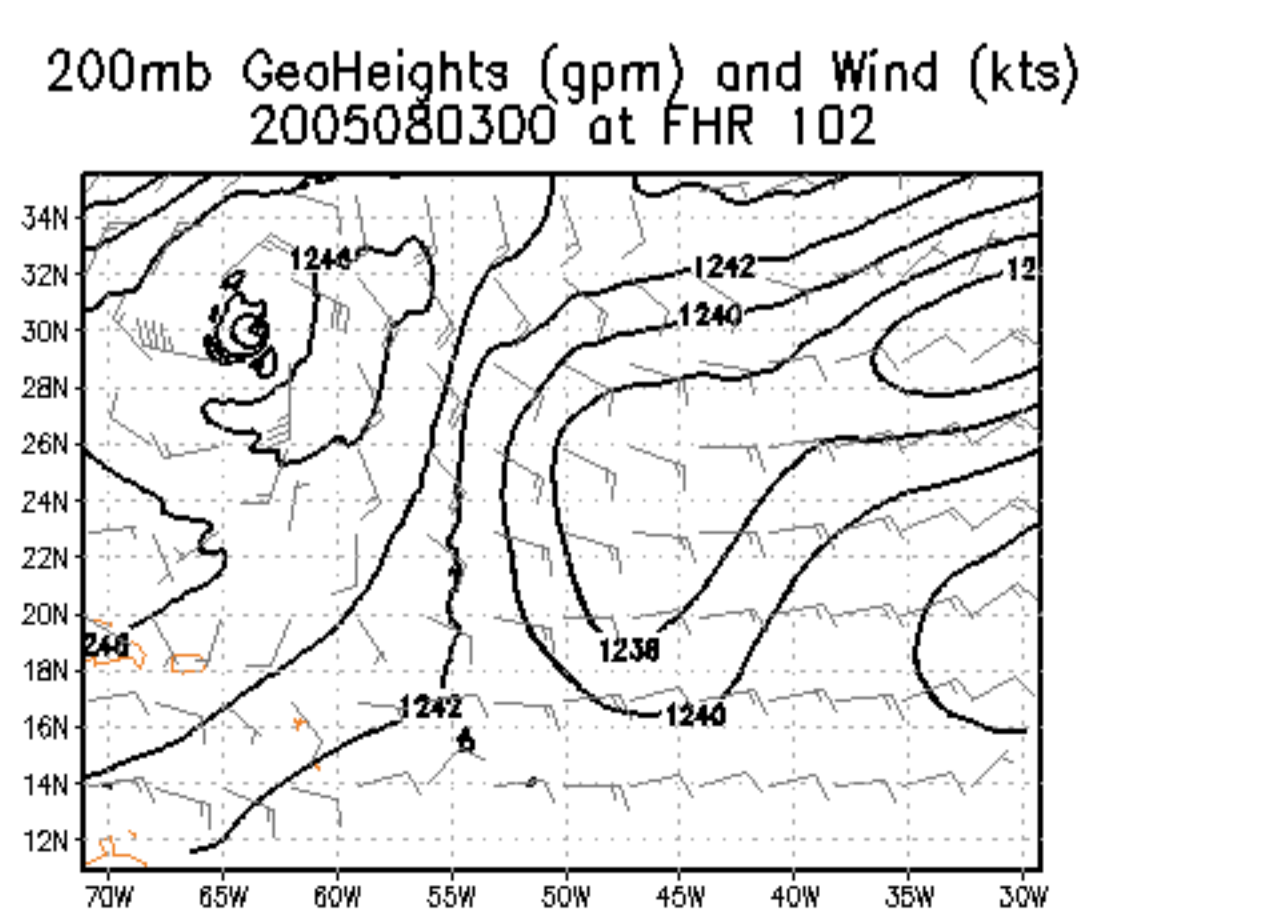 200mb GeoHeights (gpm) and Wind (kts)
2005080300 at FHR 102
34N
32N
30N
28N
26N
24N
22N
20N
18N
16N
14N
12N
1246
1242
12
1240
246
1238
1242
1240
70W 65W 60W 55W 50W 45W 40W 35W 30W